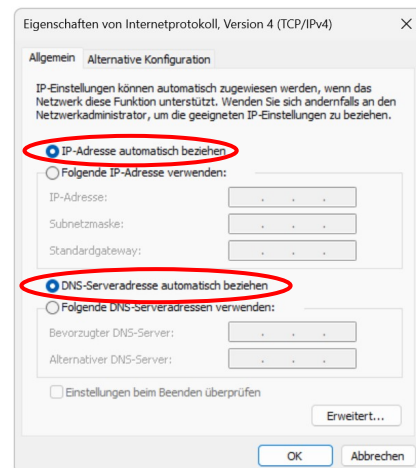 Eigenschaften von Internetprotokoll, Version 4 (TCP/IPv4)
Allgemein Alternative Konfiguration
IP-Einstellungen können automatisch zugewiesen werden, wenn das
Netzwerk diese Funktion unterstützt. Wenden Sie sich andernfalls an den
Netzwerkadministrator, um die geeigneten IP-Einstellungen zu beziehen.
IP-Adresse automatisch beziehen
Folgende IP-Adresse verwenden:
IP-Adresse:
Subnetzmaske:
Standardgateway:
DNS-Serveradresse automatisch beziehen
Folgende DNS-Serveradressen verwenden:
Bevorzugter DNS-Server:
Alternativer DNS-Server:
Einstellungen beim Beenden überprüfen
Erweitert...
OK Abbrechen